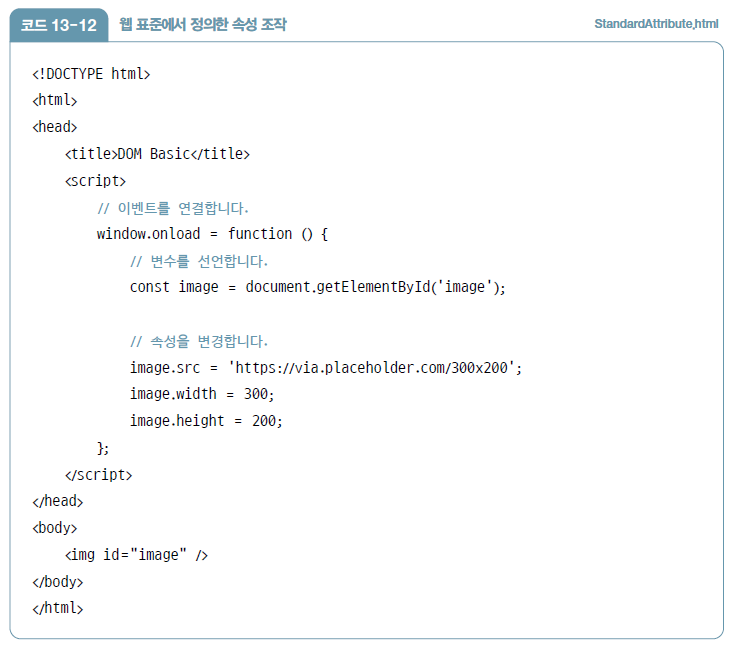 코드 13-12 웹 표준에서 정의한 속성 조작 StandardAttribute,html
<!DOCTYPE html>
<html>
<head>
    <title>DOM Basic</title>
    <script>
        // 이벤트를 연결합니다.
        window.onload = function () {
            // 변수를 선언합니다.
            const image = document.getElementById('image');

            // 속성을 변경합니다.
            image.src = 'https://via.placeholder.com/300x200';
            image.width = 300;
            image.height = 200;
        };
    </script>
</head>
<body>
    <img id="image" />
</body>
</html>